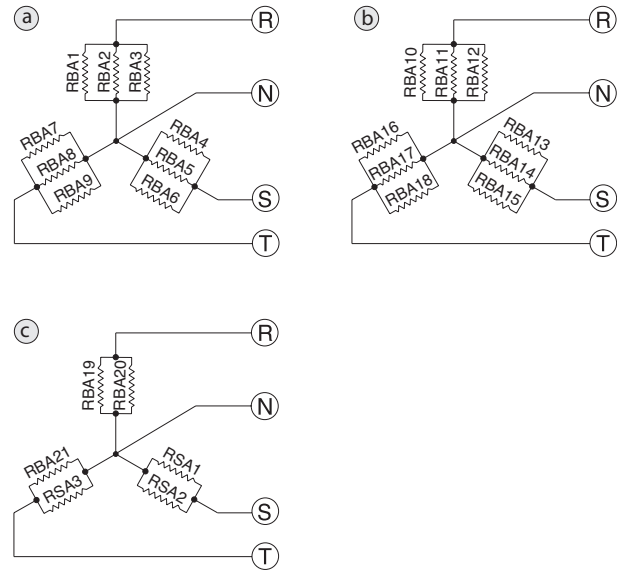 a
R
RBA1
RBA2
RBA3
N
RBA7
RBA8
RBA9
RBA4
RBA5
RBA6
S
T
b
R
RBA10
RBA11
RBA12
N
RBA16
RBA17
RBA18
RBA13
RBA14
RBA15
S
T
c
R
RBA19
RBA20
N
RBA21
RSA3
RSA1
RSA2
S
T